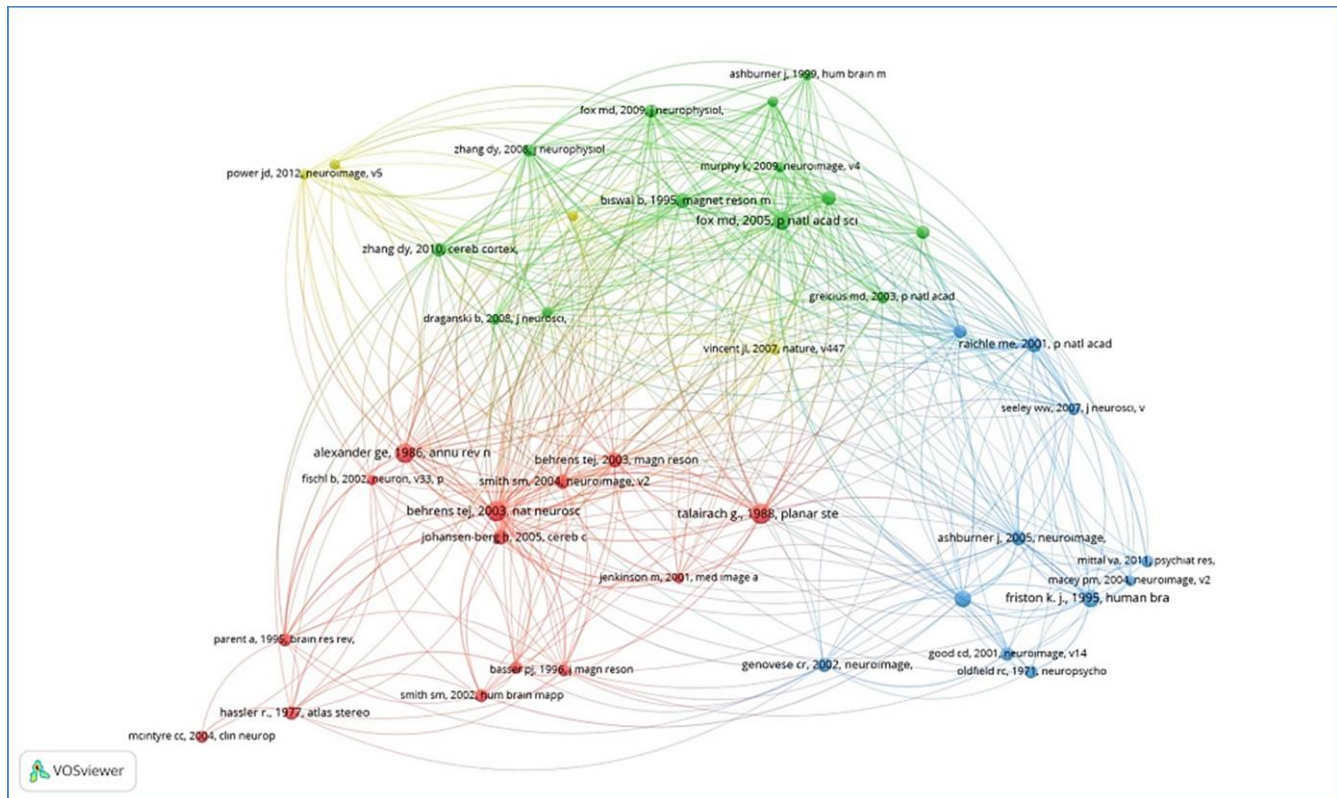 ashburner j, 1999, hum brain m
fox md, 2009, j neurophysiol,
zhang dy, 2008, j neurophysiol
murphy k, 2009, neuroimage, v4
power jd, 2012, neuroimage, v5
biswal b, 1995, magnet reson m
fox md, 2005, p natl acad sci
zhang dy, 2010, cereb cortex,
greicius md, 2003, p natl acad
draganski b, 2008, j neurosci,
raichle me, 2001, p natl acad
vincent jl, 2007, nature, v447
seeley ww, 2007, j neurosci, v
alexander ge, 1986, annu rev n
behrens tej, 2003, magn reson
fischl b, 2002, neuron, v33, p
smith sm, 2004, neuroimage, v2
behrens tej, 2003, nat neurosc
talairach g., 1988, planar ste
johansen-berg h, 2005, cereb c
ashburner j, 2005, neuroimage,
mittal va, 2011, psychiat res,
jenkinson m, 2001, med image a
macey pm, 2004, neuroimage, v2
friston k. j., 1995, human bra
parent a, 1995, brain res rev,
good cd, 2001, neuroimage, v14
genovese cr, 2002, neuroimage,
basser pj, 1996, j magn reson
oldfield rc, 1971, neuropsycho
smith sm, 2002, hum brain mapp
hassler r., 1977, atlas stereo
mcintyre cc, 2004, clin neurop
VOSviewer